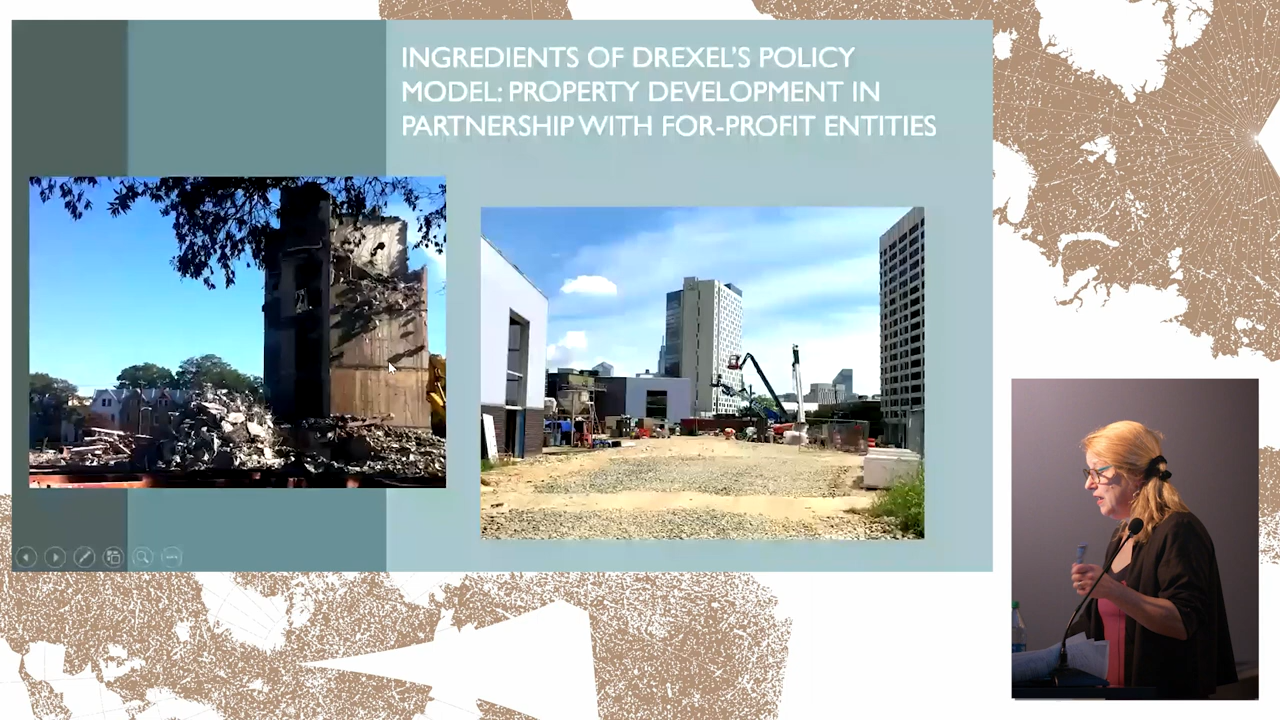 INGREDIENTS OF DREXEL'S POLICY
MODEL: PROPERTY DEVELOPMENT IN
PARTNERSHIP WITH FOR-PROFIT ENTITIES